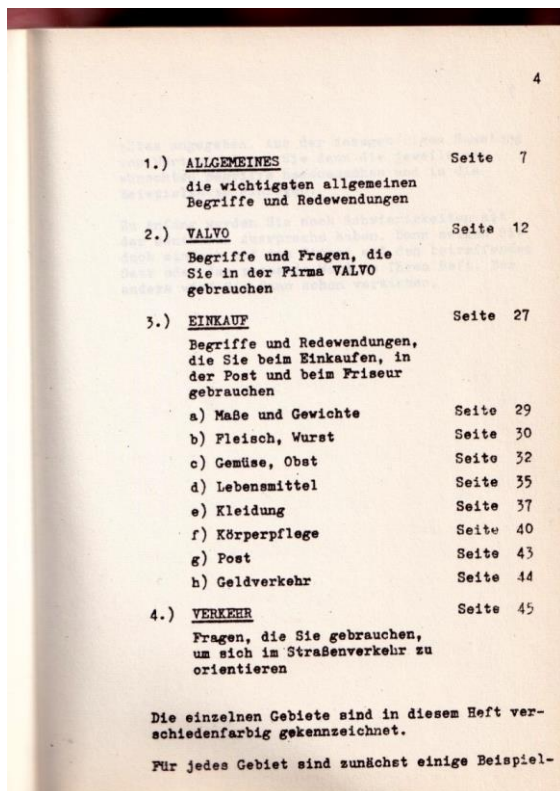 4
1.) ALLGEMEINES Seite 7
die wichtigsten allgemeinen
Begriffe und Redewendungen
2.) VALVO Seite 12
Begriffe und Fragen, die
Sie in der Firma VALVO
gebrauchen
3.) EINKAUF Seite 27
Begriffe und Redewendungen,
die Sie beim Einkaufen, in
der Post und beim Friseur
gebrauchen
a) Maße und Gewichte Seite 29
b) Fleisch, Wurst Seite 30
c) Gemüse, Obst Seite 32
d) Lebensmittel Seite 35
e) Kleidung Seite 37
f) Körperpflege Seite 40
g) Post Seite 43
h) Geldverkehr Seite 44
4.) VERKEHR Seite 45
Fragen, die Sie gebrauchen,
um sich im Straßenverkehr zu
orientieren
Die einzelnen Gebiete sind in diesem Heft ver-
schiedenfarbig gekennzeichnet.
Für jedes Gebiet sind zunächst einige Beispiel-